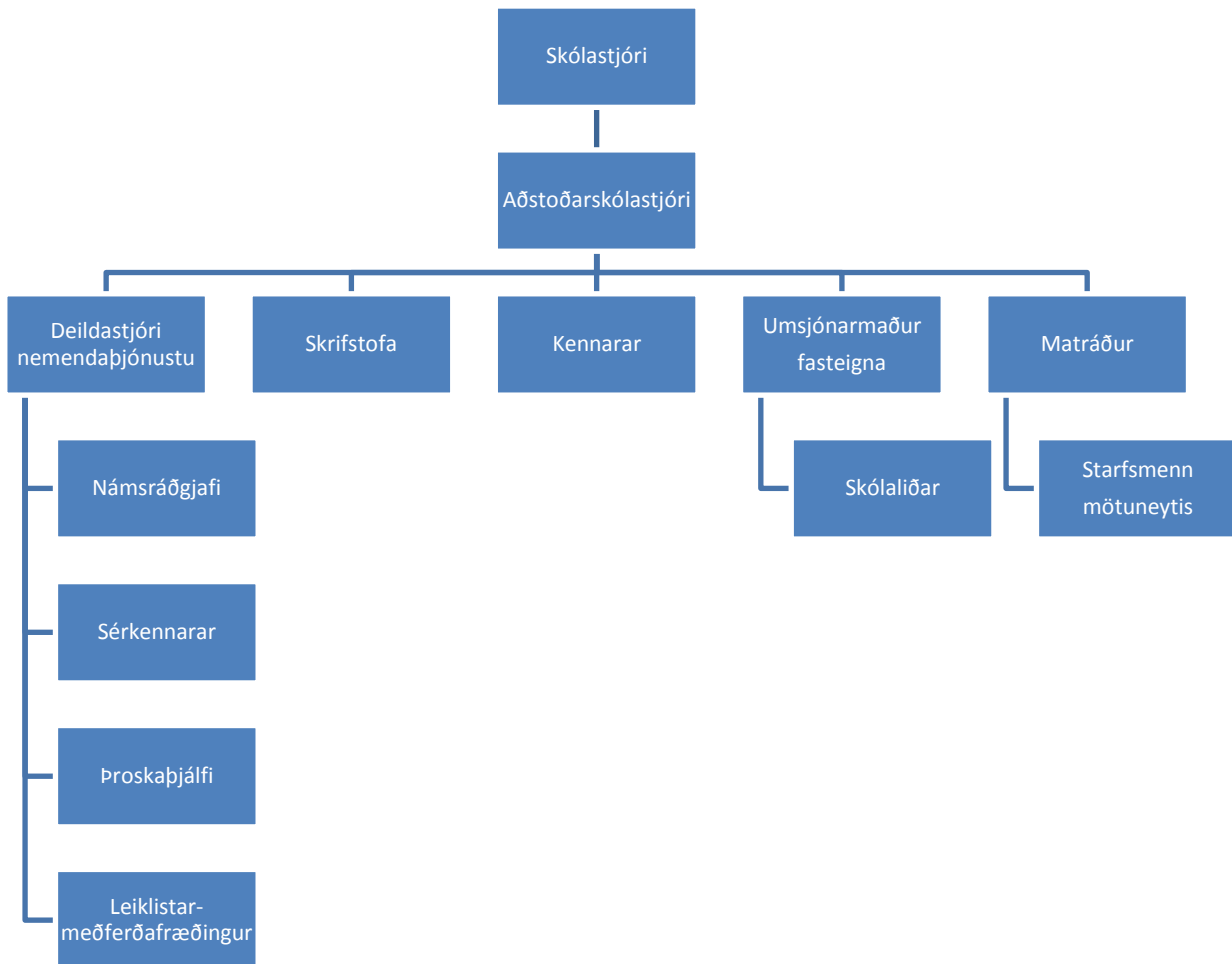 Skólastjóri
Aðstoðarskólastjóri
Deildastjóri
nemendaþjónustu
Skrifstofa
Kennarar
Umsjónarmaður
fasteigna
Matráður
Námsráðgjafi
Skólaliðar
Starfsmenn
mötuneytis
Sérkennarar
Þroskaþjálfi
Leiklistar-
meðferðafræðingur